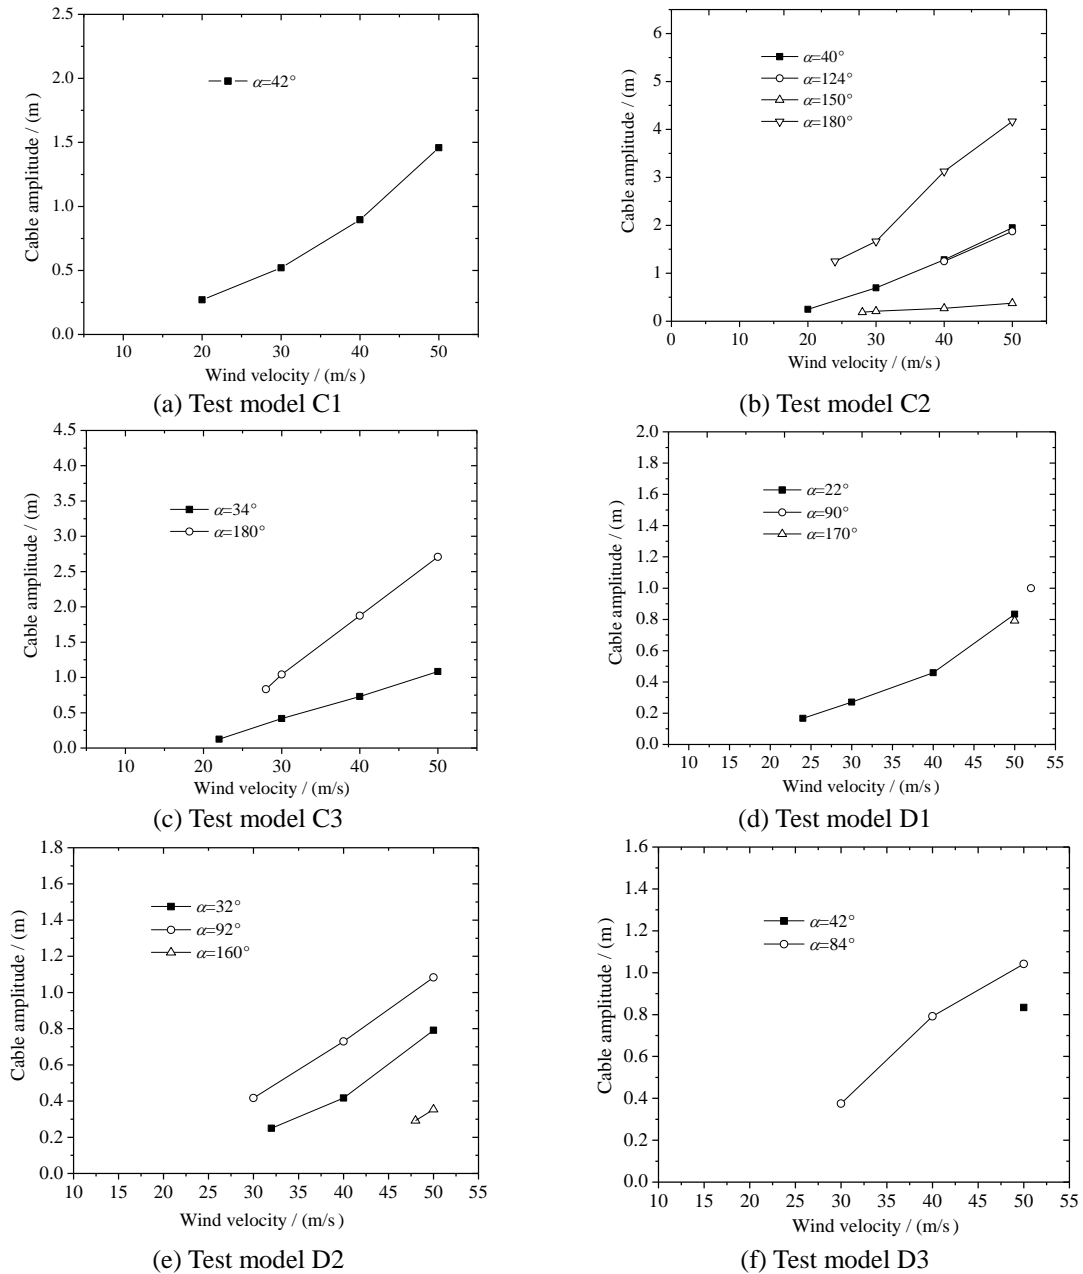 2.5
2.0
1.5
1.0
0.5
0.0
Cable amplitude / (m)
α=42°
10 20 30 40 50
Wind velocity / (m/s)
(a) Test model C1
6
5
4
3
2
1
0
Cable amplitude / (m)
α=40°
α=124°
α=150°
α=180°
0 10 20 30 40 50
Wind velocity / (m/s)
(b) Test model C2
4.5
4.0
3.5
3.0
2.5
2.0
1.5
1.0
0.5
0.0
Cable amplitude / (m)
α=34°
α=180°
10 20 30 40 50
Wind velocity / (m/s)
(c) Test model C3
2.0
1.8
1.6
1.4
1.2
1.0
0.8
0.6
0.4
0.2
0.0
Cable amplitude / (m)
α=22°
α=90°
α=170°
10 15 20 25 30 35 40 45 50 55
Wind velocity / (m/s)
(d) Test model D1
1.8
1.6
1.4
1.2
1.0
0.8
0.6
0.4
0.2
0.0
Cable amplitude / (m)
α=32°
α=92°
α=160°
10 15 20 25 30 35 40 45 50 55
Wind velocity / (m/s)
(e) Test model D2
1.6
1.4
1.2
1.0
0.8
0.6
0.4
0.2
0.0
Cable amplitude / (m)
α=42°
α=84°
10 15 20 25 30 35 40 45 50 55
Wind velocity / (m/s)
(f) Test model D3